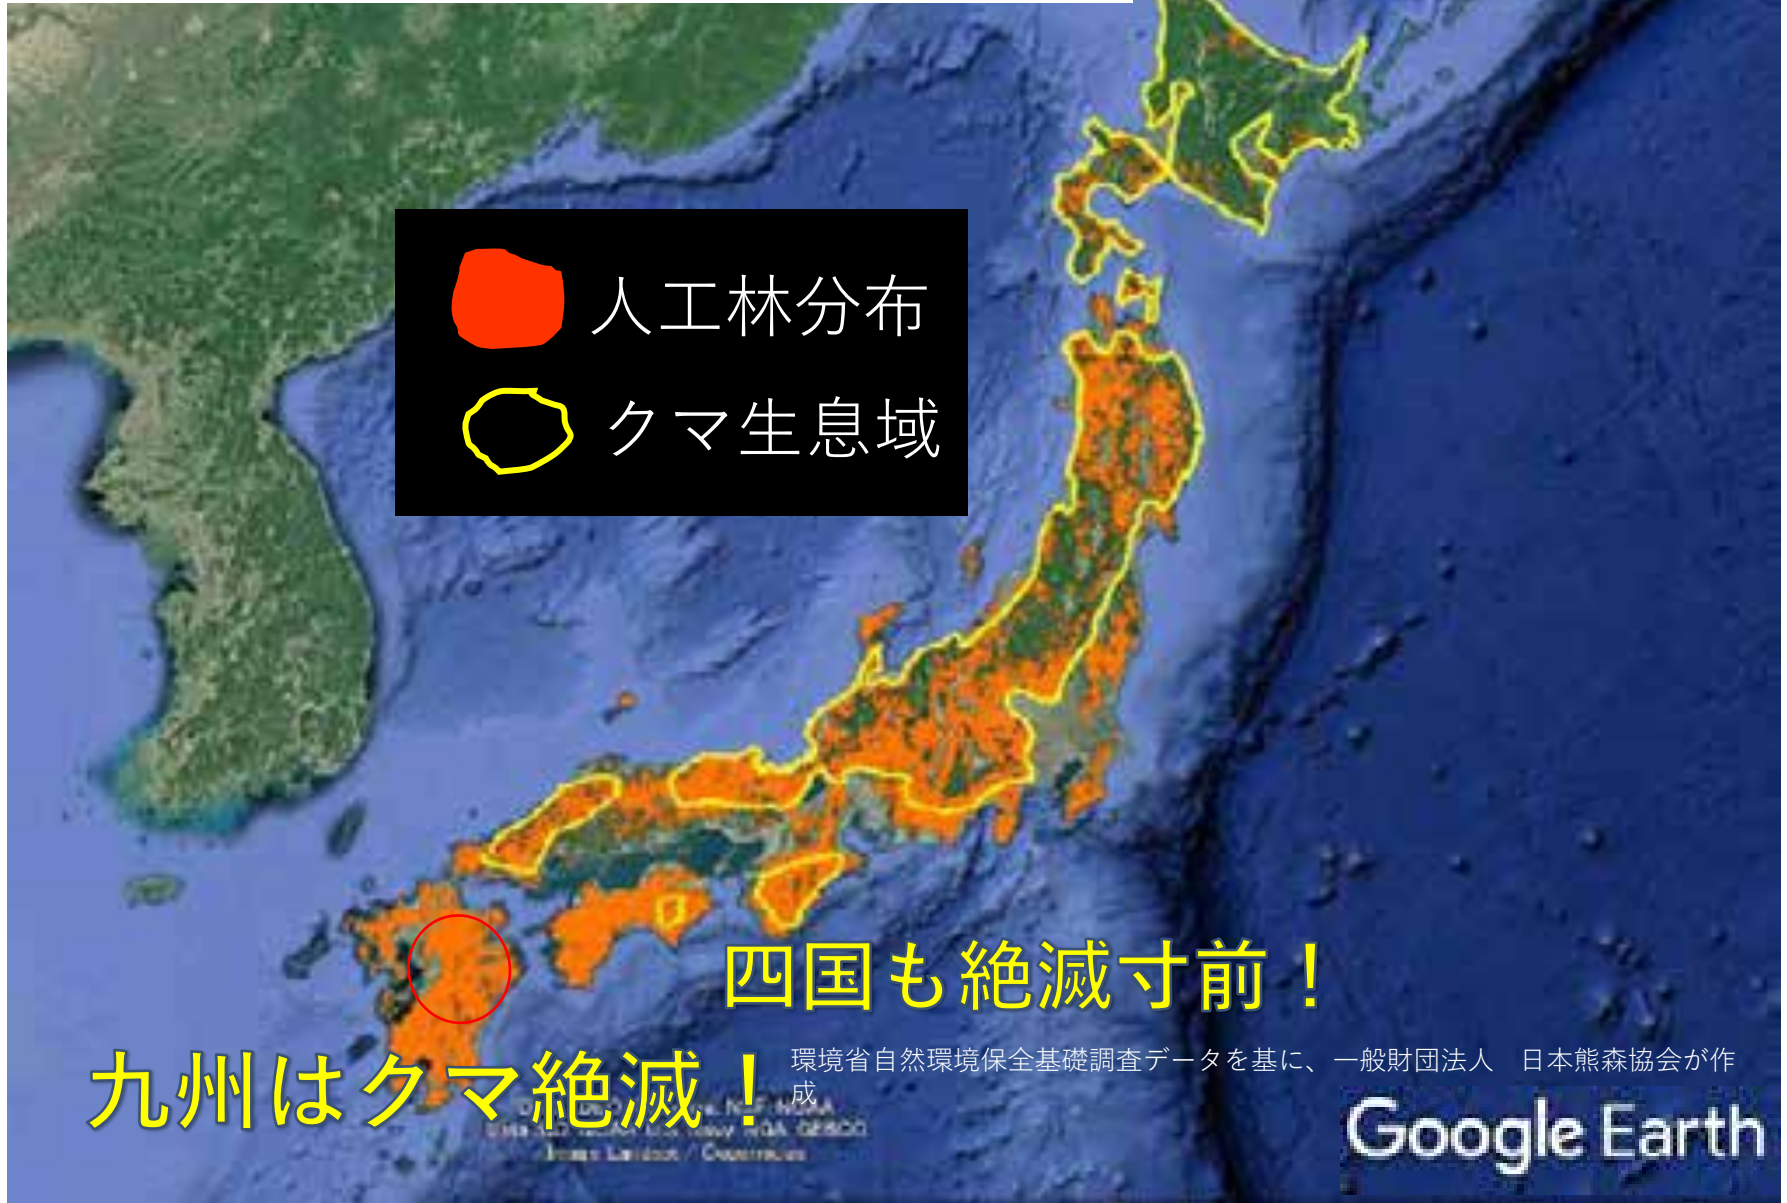 人工林分布
クマ生息域
四国も絶滅寸前！
九州はクマ絶滅！
環境省自然環境保全基礎調査データを基に、一般財団法人　日本熊森協会が作
成
Google Earth